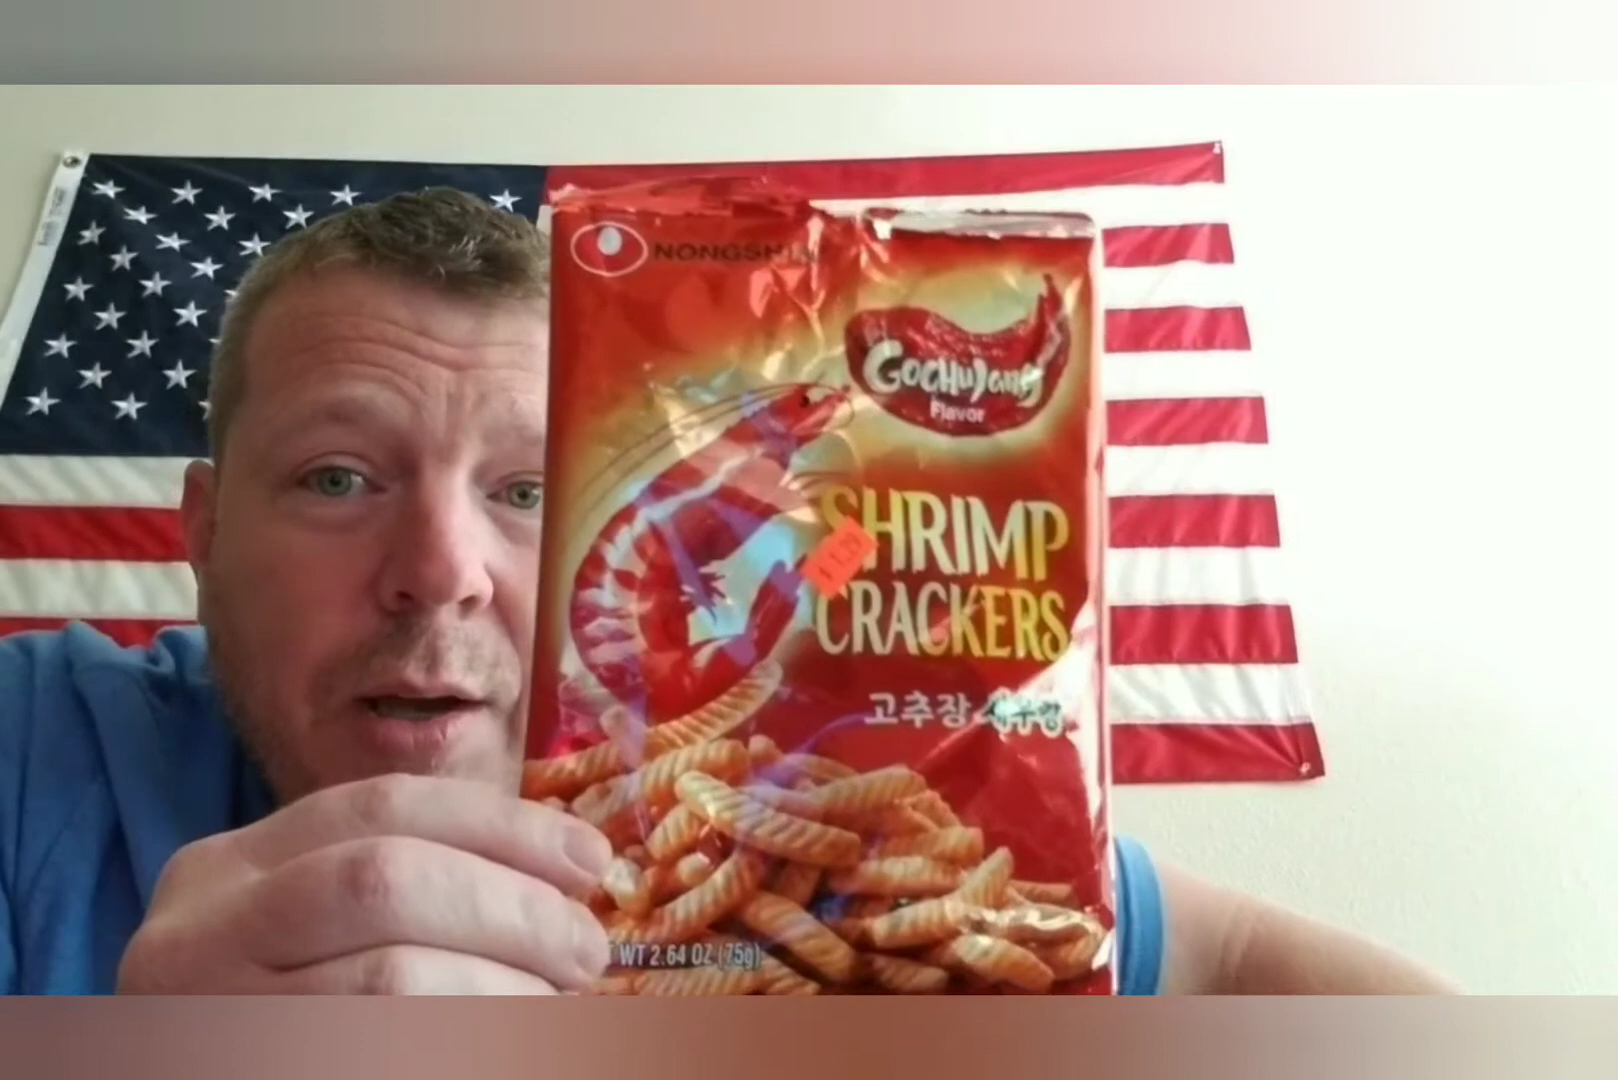 NONGSHIM
GochuJang
Flavor
SHRIMP
CRACKERS
고추장 새우깡
WT 2.64 OZ (75g)